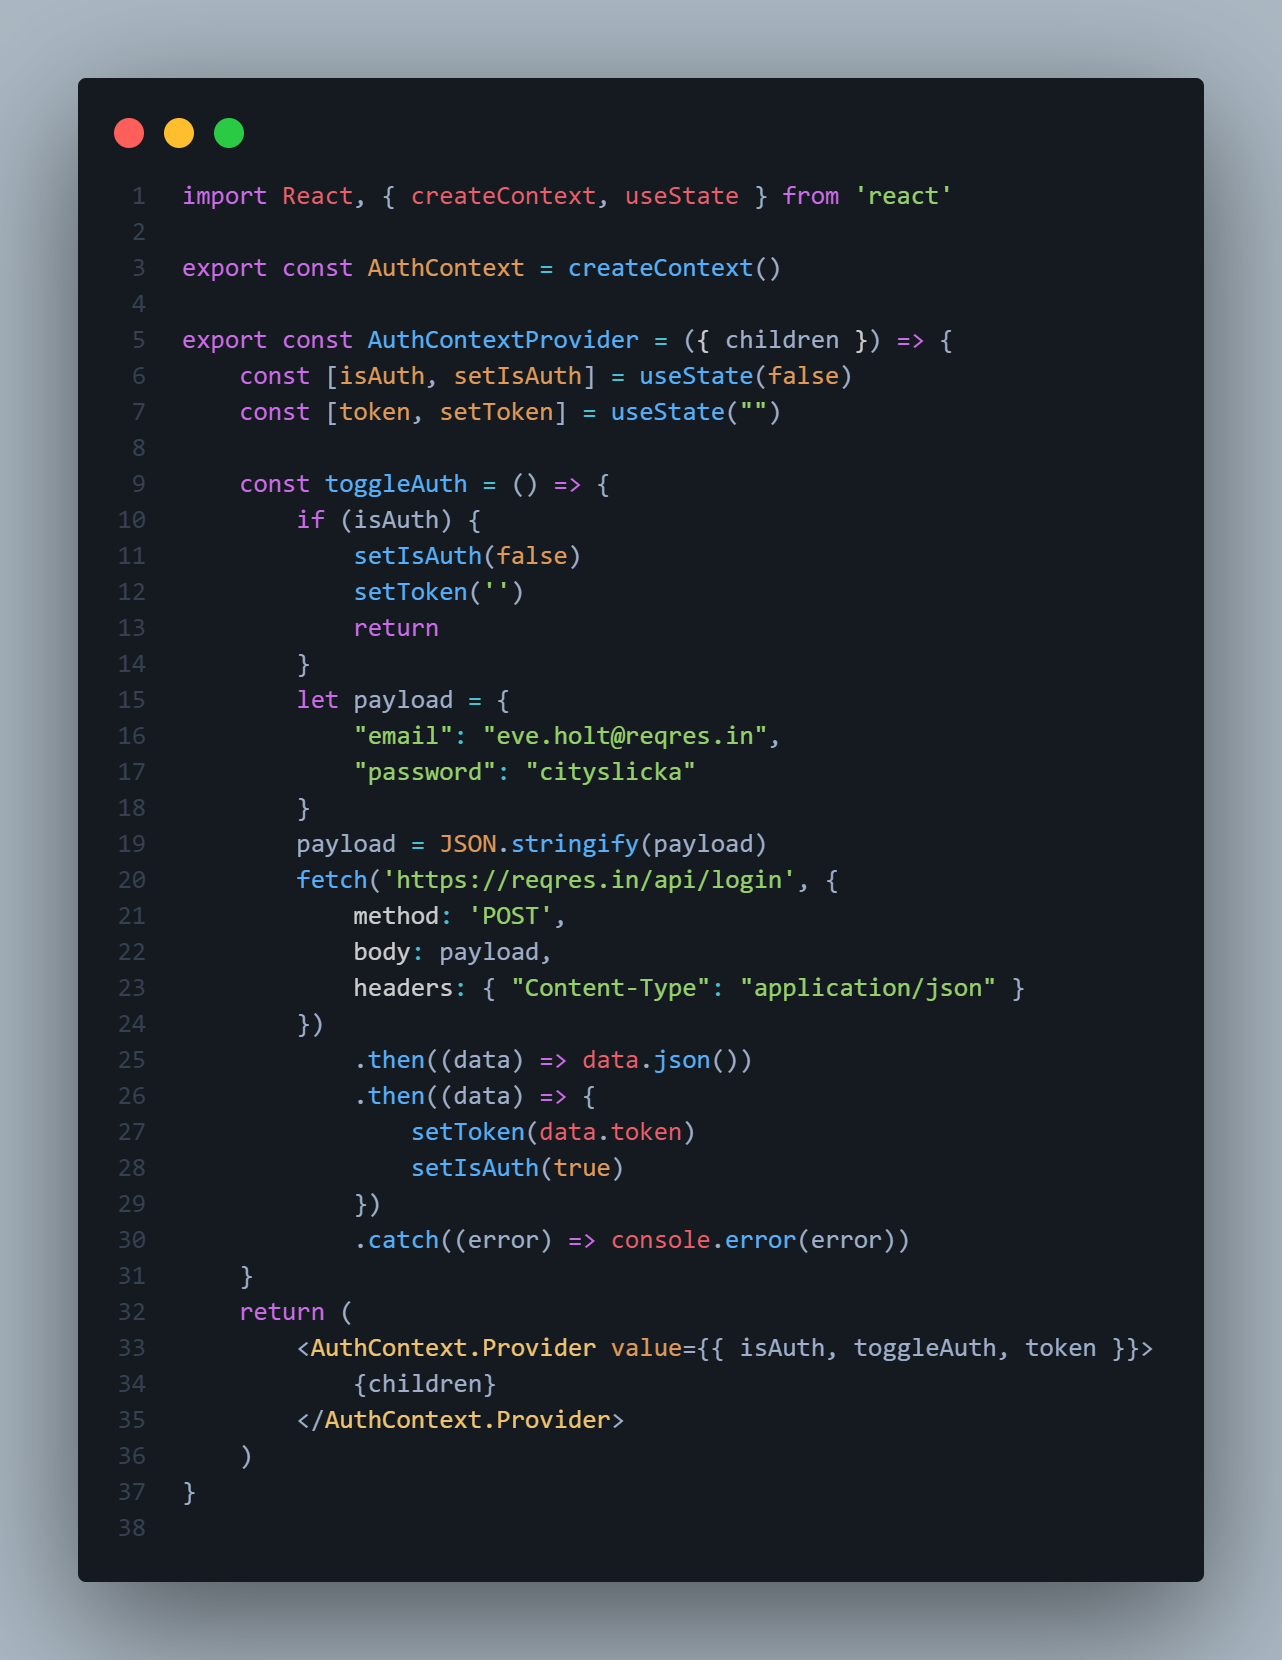 1 import React, { createContext, useState } from 'react'
2
3 export const AuthContext = createContext()
4
5 export const AuthContextProvider = ({ children }) => {
6     const [isAuth, setIsAuth] = useState(false)
7     const [token, setToken] = useState("")
8
9     const toggleAuth = () => {
10         if (isAuth) {
11             setIsAuth(false)
12             setToken('')
13             return
14         }
15         let payload = {
16             "email": "eve.holt@reqres.in",
17             "password": "cityslicka"
18         }
19         payload = JSON.stringify(payload)
20         fetch('https://reqres.in/api/login', {
21             method: 'POST',
22             body: payload,
23             headers: { "Content-Type": "application/json" }
24         })
25             .then((data) => data.json())
26             .then((data) => {
27                 setToken(data.token)
28                 setIsAuth(true)
29             })
30             .catch((error) => console.error(error))
31     }
32     return (
33         <AuthContext.Provider value={{ isAuth, toggleAuth, token }}>
34             {children}
35         </AuthContext.Provider>
36     )
37 }
38